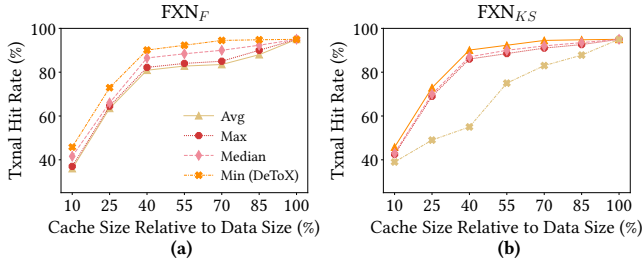 FXN_F
Txnal Hit Rate (%)
100
80
60
40
Avg
Max
Median
Min (DeToX)
10 25 40 55 70 85 100
Cache Size Relative to Data Size (%)
(a)
FXN_KS
Txnal Hit Rate (%)
100
80
60
40
10 25 40 55 70 85 100
Cache Size Relative to Data Size (%)
(b)